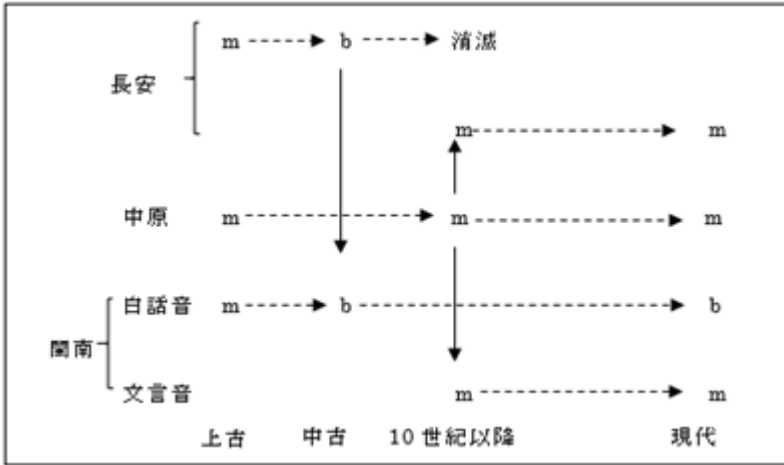 m b 消滅
長安
m m
中原 m m m
白話音 m b b
閩南
文言音 m m
上古 中古 10世紀以降 現代